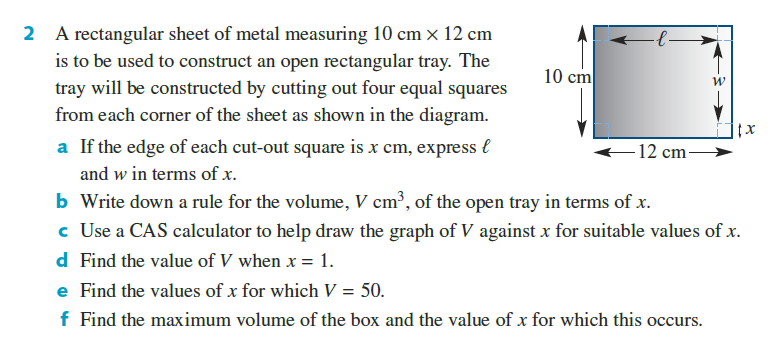 2 A rectangular sheet of metal measuring 10 cm × 12 cm
is to be used to construct an open rectangular tray. The
tray will be constructed by cutting out four equal squares
from each corner of the sheet as shown in the diagram.
a If the edge of each cut-out square is x cm, express ℓ
and w in terms of x.
ℓ
10 cm
w
x
12 cm
b Write down a rule for the volume, V cm³, of the open tray in terms of x.
c Use a CAS calculator to help draw the graph of V against x for suitable values of x.
d Find the value of V when x = 1.
e Find the values of x for which V = 50.
f Find the maximum volume of the box and the value of x for which this occurs.